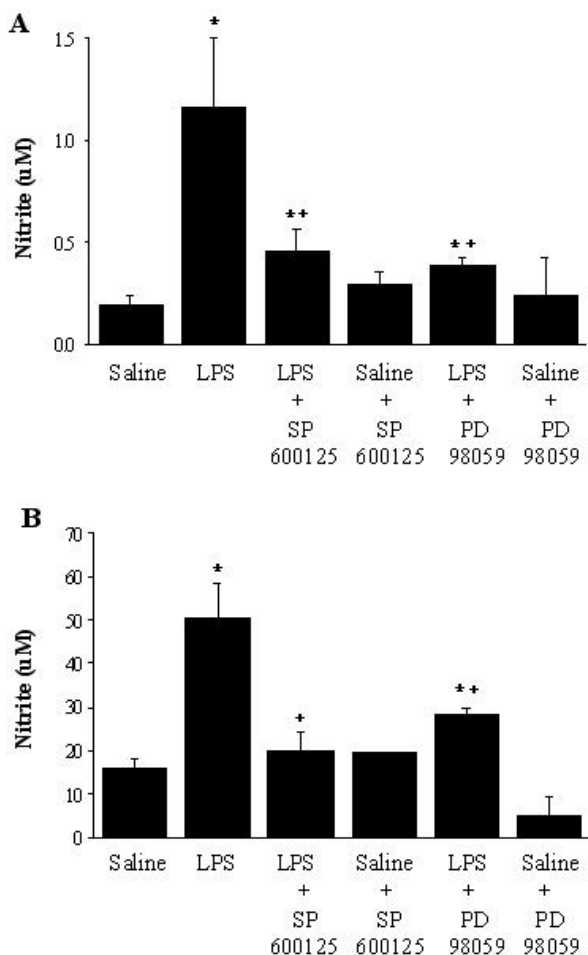 A
Nitrite (uM)
1.5
1.0
0.5
0.0
*
**
**
Saline LPS LPS Saline LPS Saline
+ + + +
SP SP PD PD
600125 600125 98059 98059
B
Nitrite (uM)
70
60
50
40
30
20
10
0
*
+
*+
Saline LPS LPS Saline LPS Saline
+ + + +
SP SP PD PD
600125 600125 98059 98059